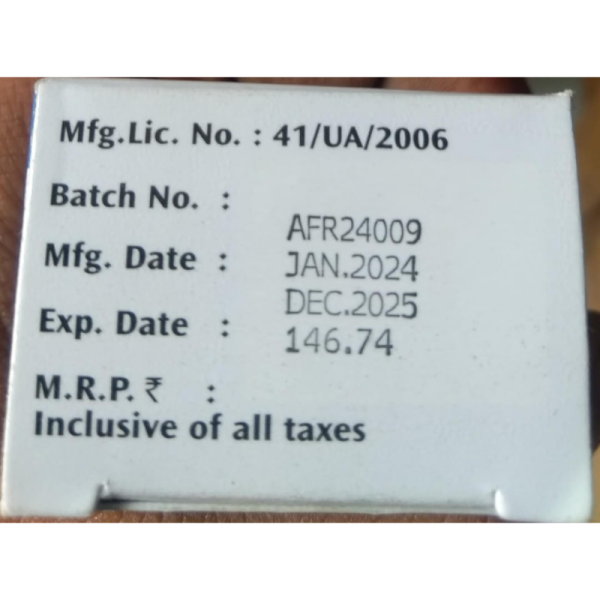 Mfg.Lic. No. : 41/UA/2006
Batch No. :
AFR24009
Mfg. Date :
JAN.2024
DEC.2025
Exp. Date :
146.74
M.R.P. ₹ :
Inclusive of all taxes